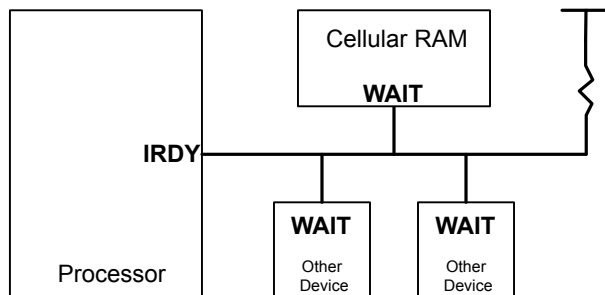 Cellular RAM
WAIT
IRDY
WAIT
WAIT
Other
Device
Other
Device
Processor